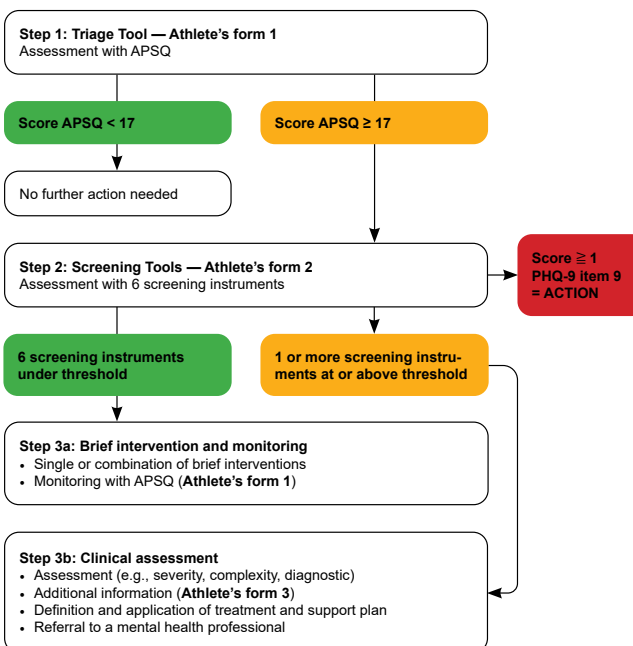 Step 1: Triage Tool — Athlete's form 1
Assessment with APSQ
Score APSQ < 17
Score APSQ ≥ 17
No further action needed
Step 2: Screening Tools — Athlete's form 2
Assessment with 6 screening instruments
Score ≧ 1
PHQ-9 item 9
= ACTION
6 screening instruments
under threshold
1 or more screening instru-
ments at or above threshold
Step 3a: Brief intervention and monitoring
• Single or combination of brief interventions
• Monitoring with APSQ (Athlete's form 1)
Step 3b: Clinical assessment
• Assessment (e.g., severity, complexity, diagnostic)
• Additional information (Athlete's form 3)
• Definition and application of treatment and support plan
• Referral to a mental health professional